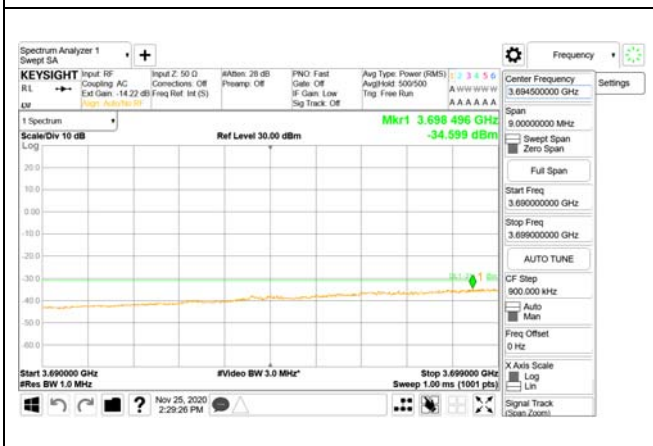 Spectrum Analyzer 1
Swept SA
+
Frequency
KEYSIGHT
RL
Input: RF
Coupling: AC
Ext Gain: -14.22 dB
Align: Auto/No RF
Input Z: 50 Ω
Corrections: Off
Freq Ref: Int (S)
#Atten: 28 dB
Preamp: Off
PNO: Fast
Gate: Off
IF Gain: Low
Sig Track: Off
Avg Type: Power (RMS)
Avg|Hold: 500/500
Trig: Free Run
1 2 3 4 5 6
A W W W W W
A A A A A A
1 Spectrum
Scale/Div 10 dB
Log
Ref Level 30.00 dBm
Mkr1 3.698 496 GHz
-34.599 dBm
20.0
10.0
0.00
-10.0
-20.0
-30.0
-40.0
-50.0
-60.0
1
Start 3.690000 GHz
#Res BW 1.0 MHz
#Video BW 3.0 MHz*
Stop 3.699000 GHz
Sweep 1.00 ms (1001 pts)
?
Nov 25, 2020
2:29:26 PM
Center Frequency
3.694500000 GHz
Settings
Span
9.00000000 MHz
Swept Span
Zero Span
Full Span
Start Freq
3.690000000 GHz
Stop Freq
3.699000000 GHz
AUTO TUNE
CF Step
900.000 kHz
Auto
Man
Freq Offset
0 Hz
X Axis Scale
Log
Lin
Signal Track
(Span Zoom)